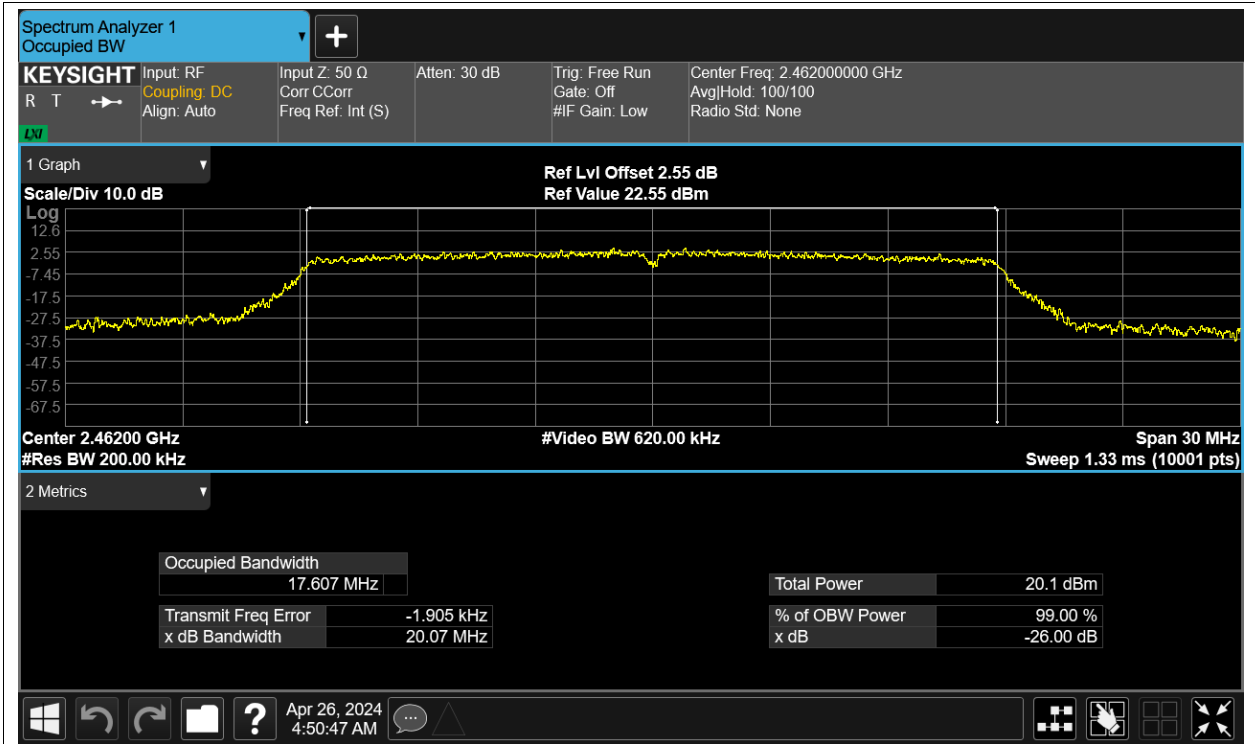 Spectrum Analyzer 1
Occupied BW
KEYSIGHT
R T
LXI
Input: RF
Coupling: DC
Align: Auto
Input Z: 50 Ω
Corr CCorr
Freq Ref: Int (S)
Atten: 30 dB
Trig: Free Run
Gate: Off
#IF Gain: Low
Center Freq: 2.462000000 GHz
Avg|Hold: 100/100
Radio Std: None
1 Graph
Scale/Div 10.0 dB
Ref Lvl Offset 2.55 dB
Ref Value 22.55 dBm
Log
12.6
2.55
-7.45
-17.5
-27.5
-37.5
-47.5
-57.5
-67.5
Center 2.46200 GHz
#Res BW 200.00 kHz
#Video BW 620.00 kHz
Span 30 MHz
Sweep 1.33 ms (10001 pts)
2 Metrics
Occupied Bandwidth
17.607 MHz
Transmit Freq Error -1.905 kHz
x dB Bandwidth 20.07 MHz
Total Power 20.1 dBm
% of OBW Power 99.00 %
x dB -26.00 dB
?
Apr 26, 2024
4:50:47 AM